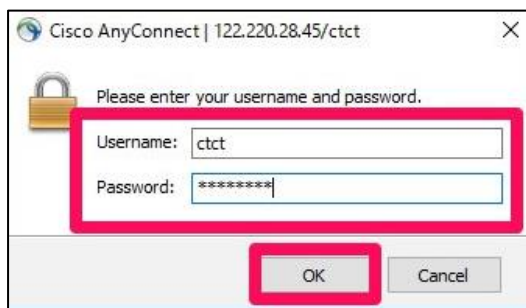 Cisco AnyConnect | 122.220.28.45/ctct
Please enter your username and password.
Username: ctct
Password: ********
OK Cancel